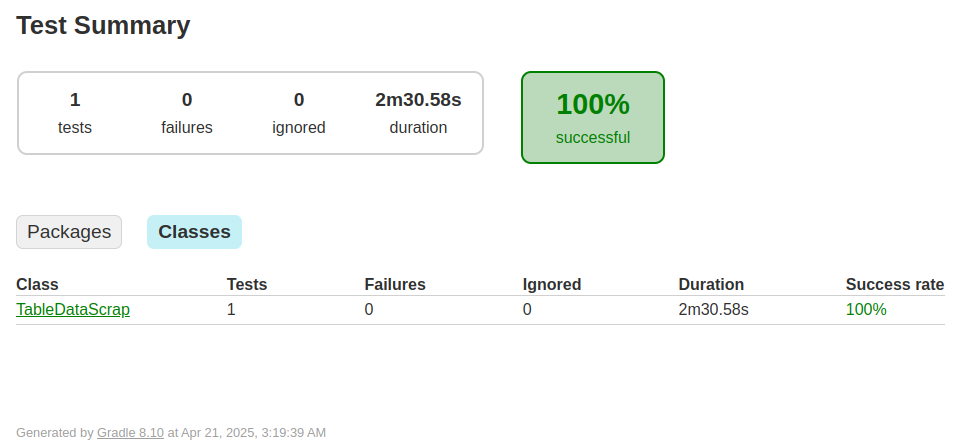 Test Summary
1 0 0 2m30.58s
tests failures ignored duration
100%
successful
Packages Classes
Class Tests Failures Ignored Duration Success rate
TableDataScrap 1 0 0 2m30.58s 100%
Generated by Gradle 8.10 at Apr 21, 2025, 3:19:39 AM